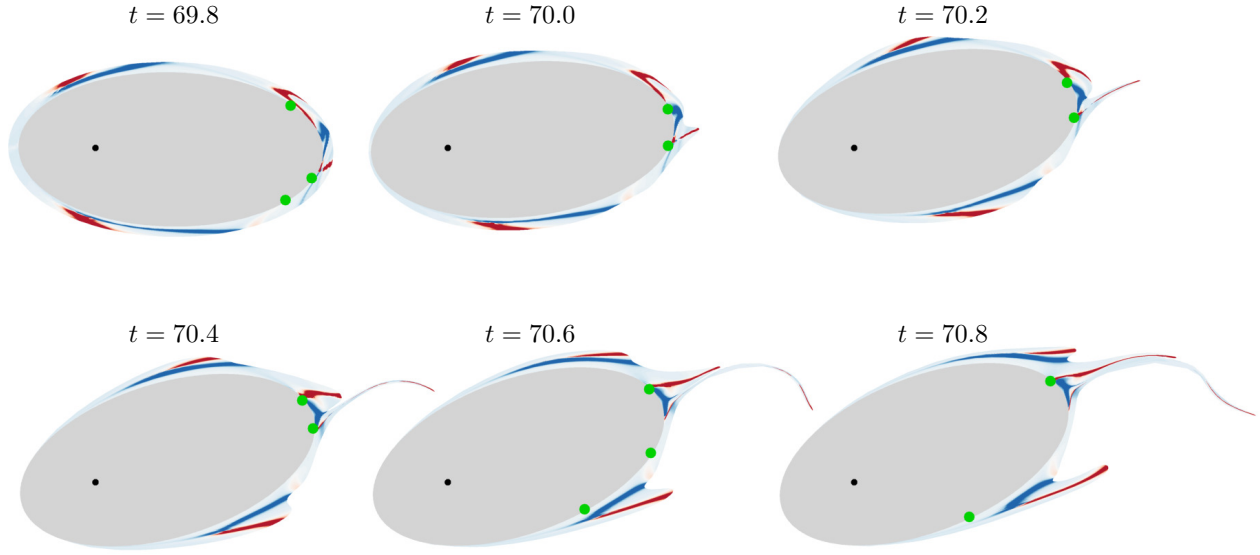 t = 69.8
t = 70.0
t = 70.2
t = 70.4
t = 70.6
t = 70.8